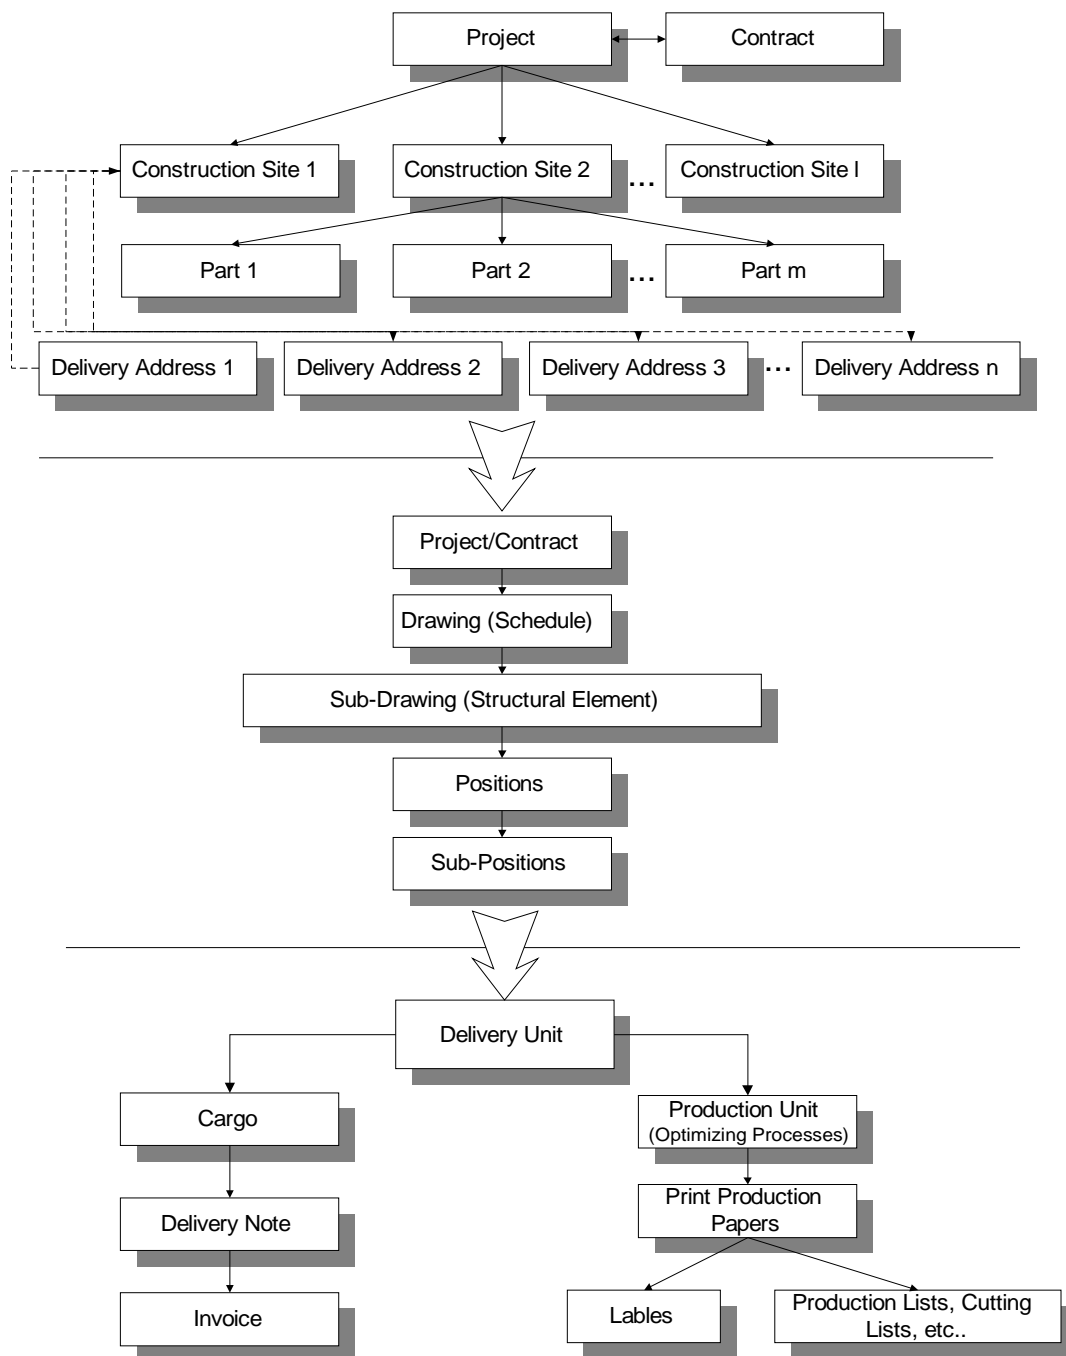 Project
Contract
Construction Site 1
Construction Site 2
...
Construction Site l
Part 1
Part 2
...
Part m
Delivery Address 1
Delivery Address 2
Delivery Address 3
...
Delivery Address n
Project/Contract
Drawing (Schedule)
Sub-Drawing (Structural Element)
Positions
Sub-Positions
Delivery Unit
Cargo
Production Unit
(Optimizing Processes)
Delivery Note
Print Production
Papers
Invoice
Lables
Production Lists, Cutting
Lists, etc..